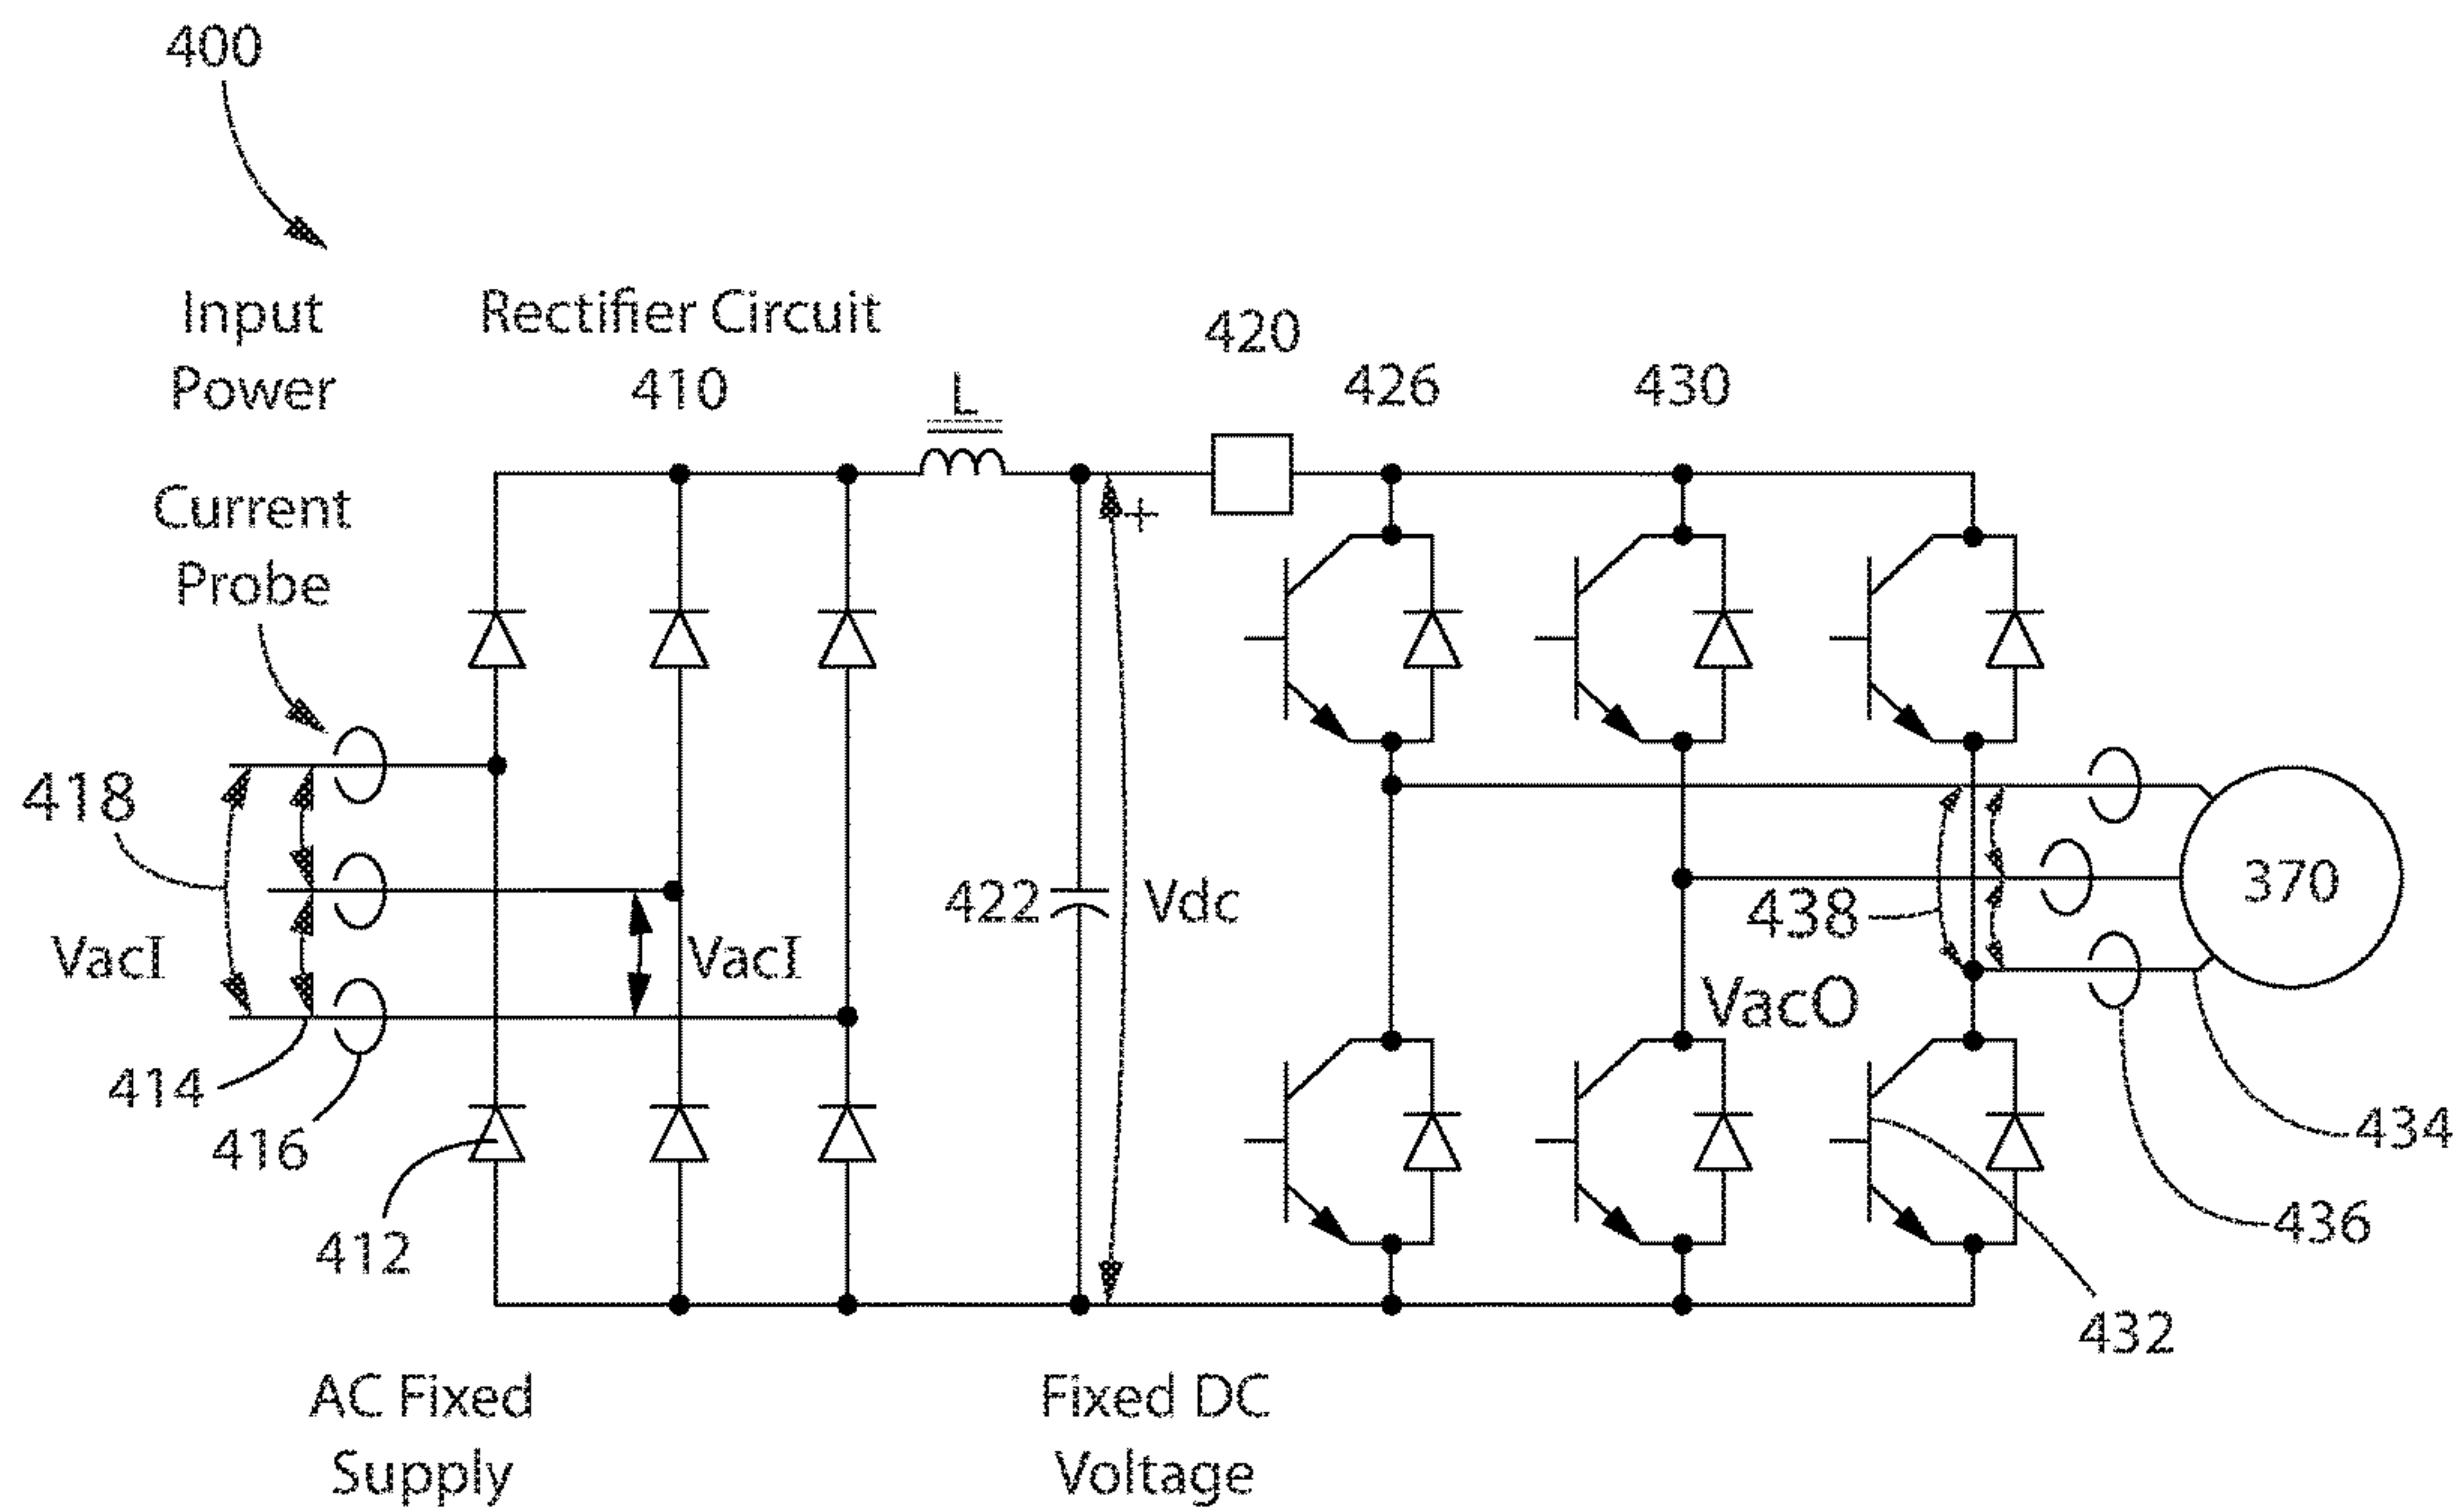 400
Input
Power
Rectifier Circuit
410
L
420
426
430
Current
Probe
+
418
VacI
VacI
422
Vdc
438
VacO
370
414
416
412
434
436
432
AC Fixed
Supply
Fixed DC
Voltage